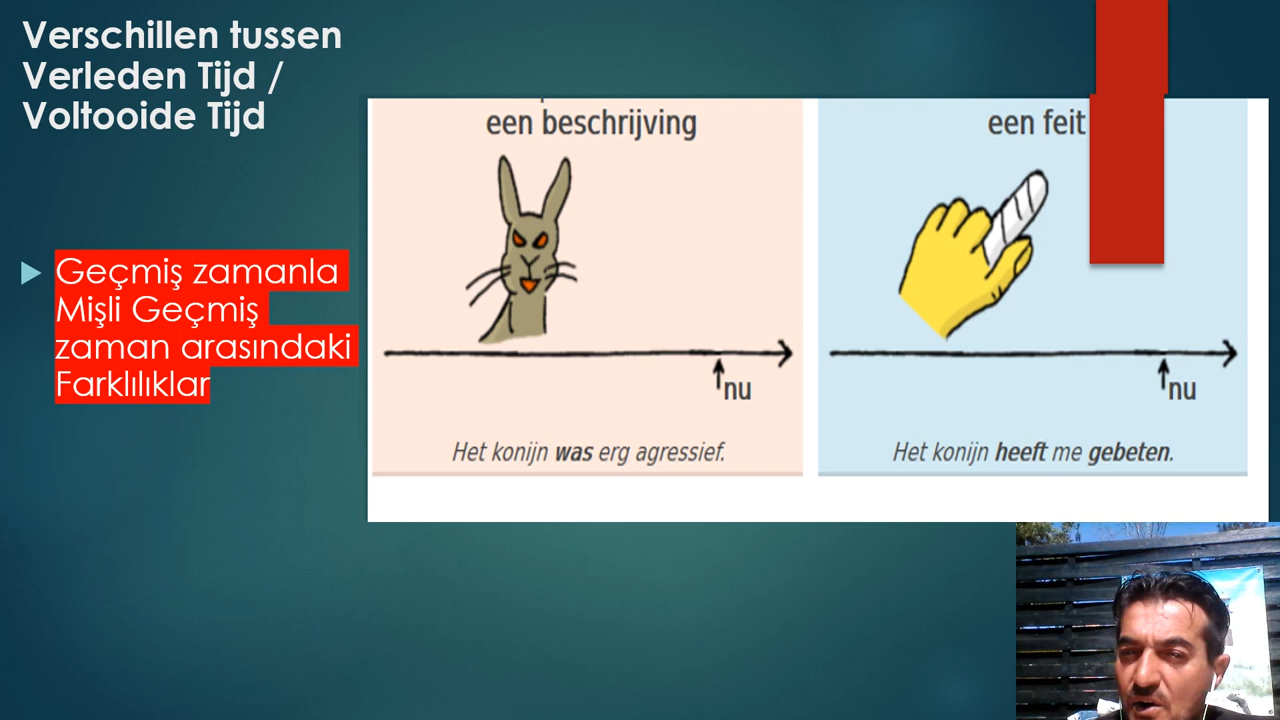 Verschillen tussen
Verleden Tijd /
Voltooide Tijd
Geçmiş zamanla
Mişli Geçmiş
zaman arasındaki
Farklılıklar
een beschrijving
nu
Het konijn was erg agressief.
een feit
nu
Het konijn heeft me gebeten.